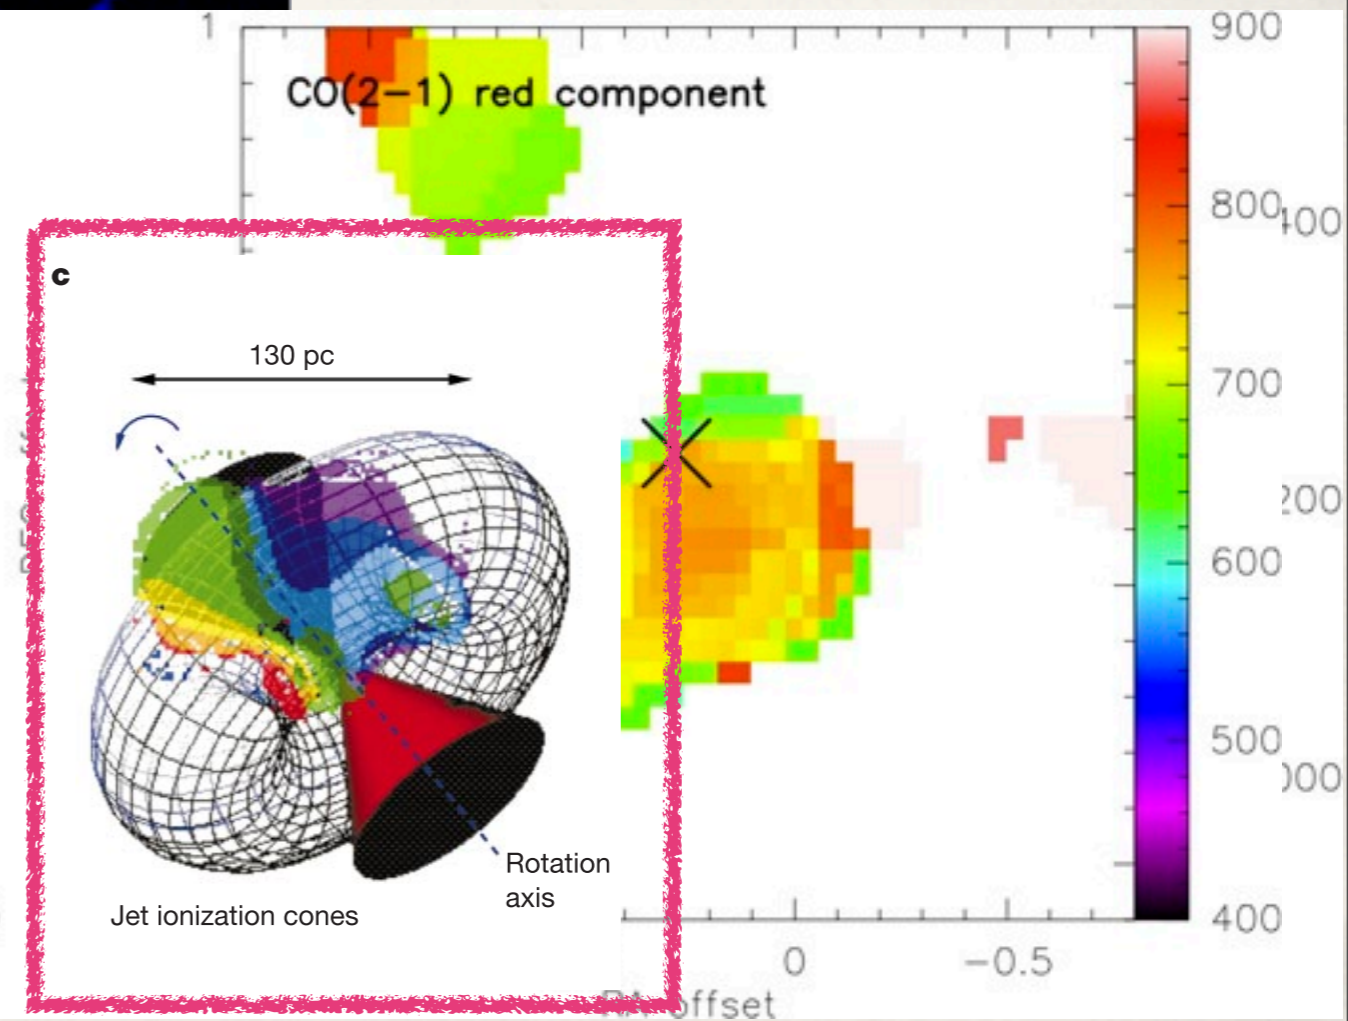 1
CO(2-1) red component
900
800
700
600
500
400
c
130 pc
Rotation
axis
Jet ionization cones
0
-0.5
offset